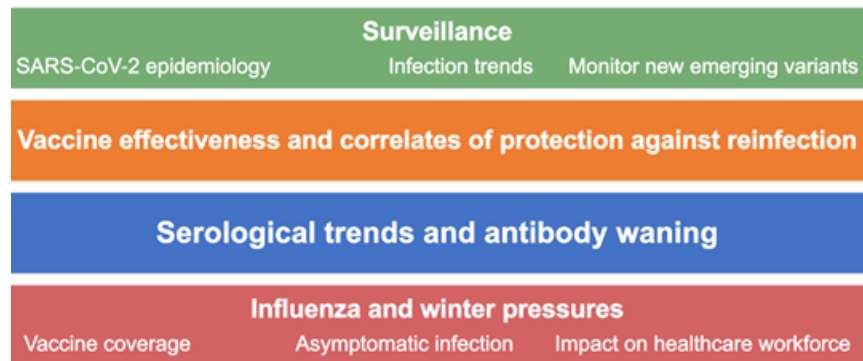 Surveillance
SARS-CoV-2 epidemiology Infection trends Monitor new emerging variants
Vaccine effectiveness and correlates of protection against reinfection
Serological trends and antibody waning
Influenza and winter pressures
Vaccine coverage Asymptomatic infection Impact on healthcare workforce